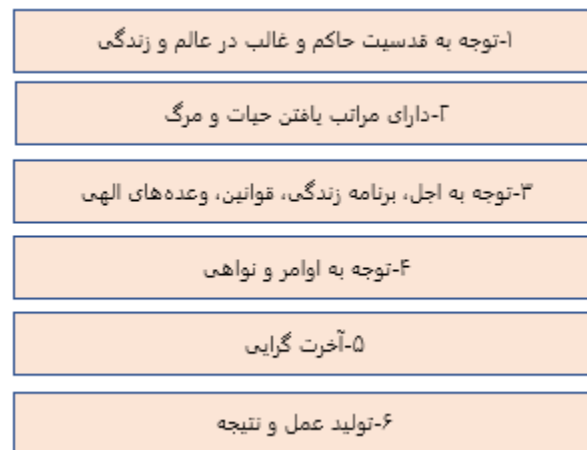 ۱-توجه به قدسیت حاکم و غالب در عالم و زندگی
۲-دارای مراتب یافتن حیات و مرگ
۳-توجه به اجل، برنامه زندگی، قوانین، وعده‌های الهی
۴-توجه به اوامر و نواهی
۵-آخرت گرایی
۶-تولید عمل و نتیجه